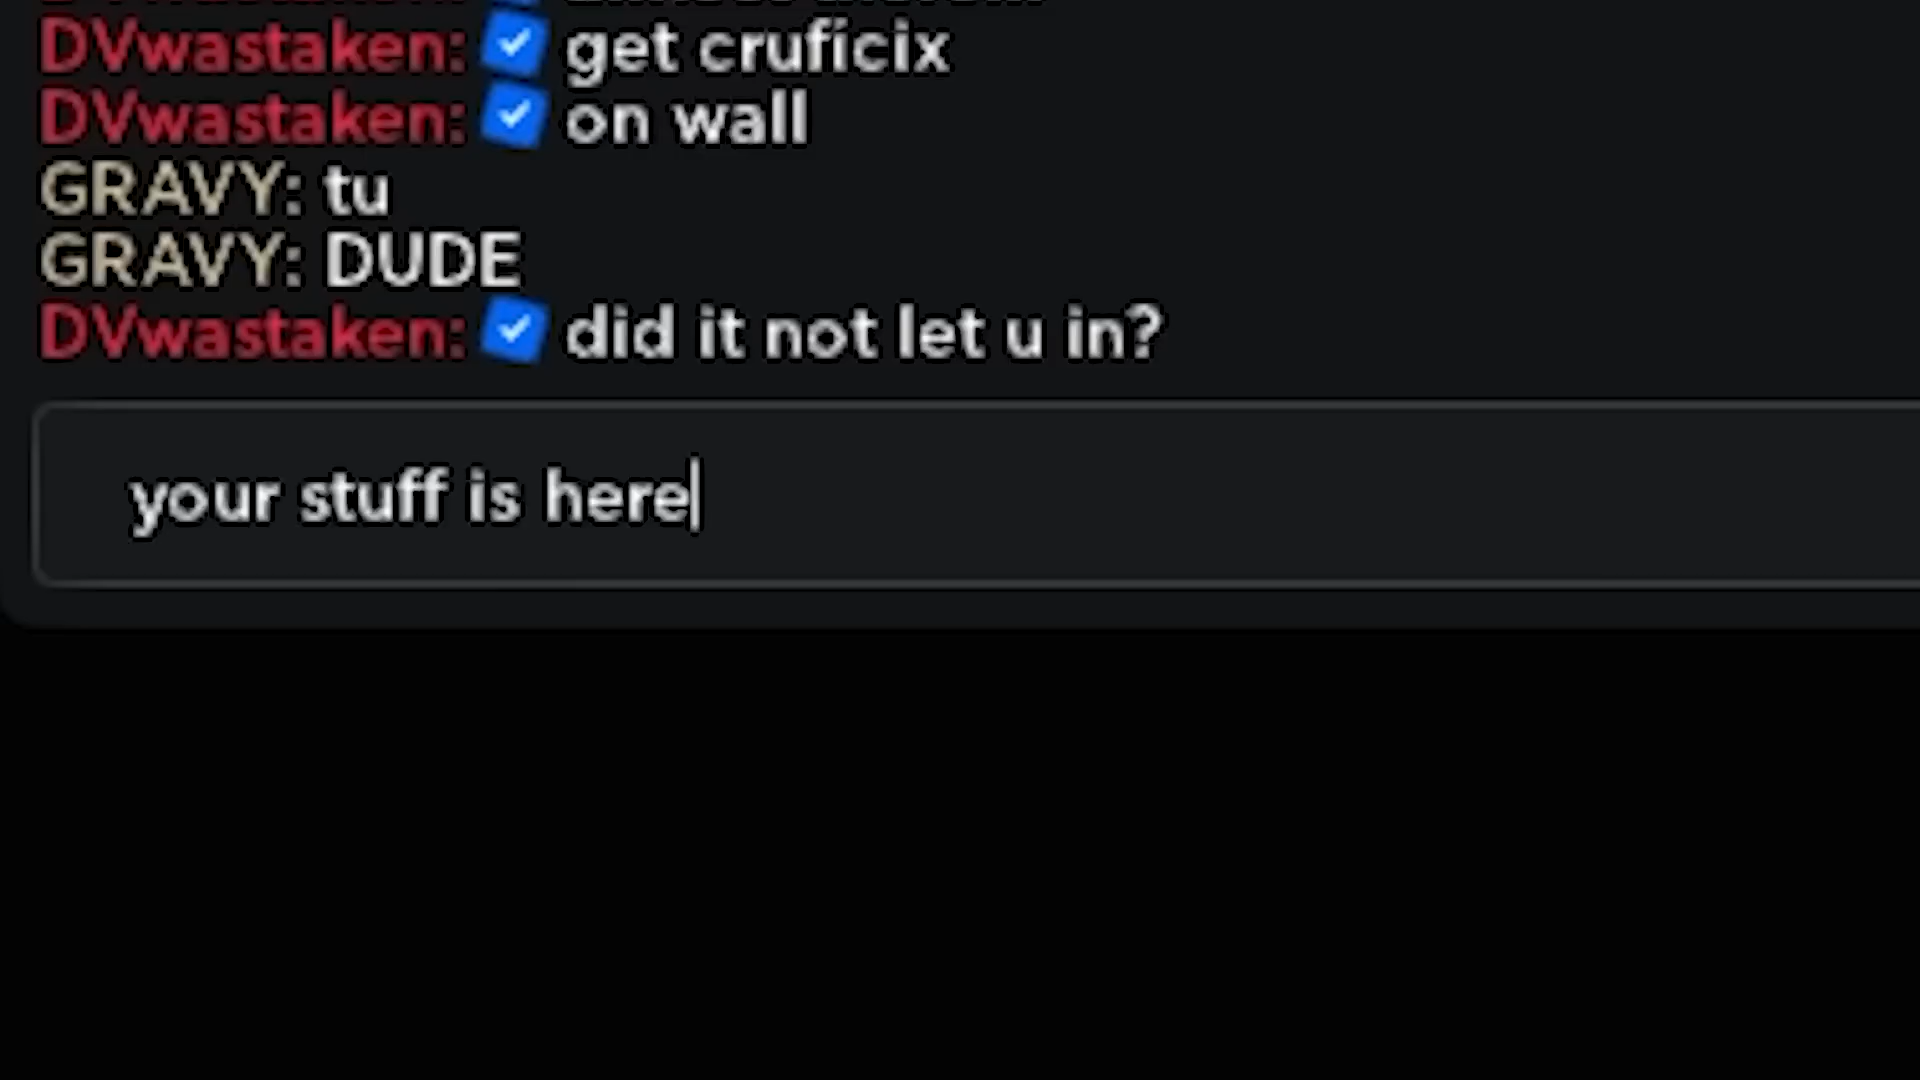 DVwastaken: get cruficix
DVwastaken: on wall
GRAVY: tu
GRAVY: DUDE
DVwastaken: did it not let u in?
your stuff is here